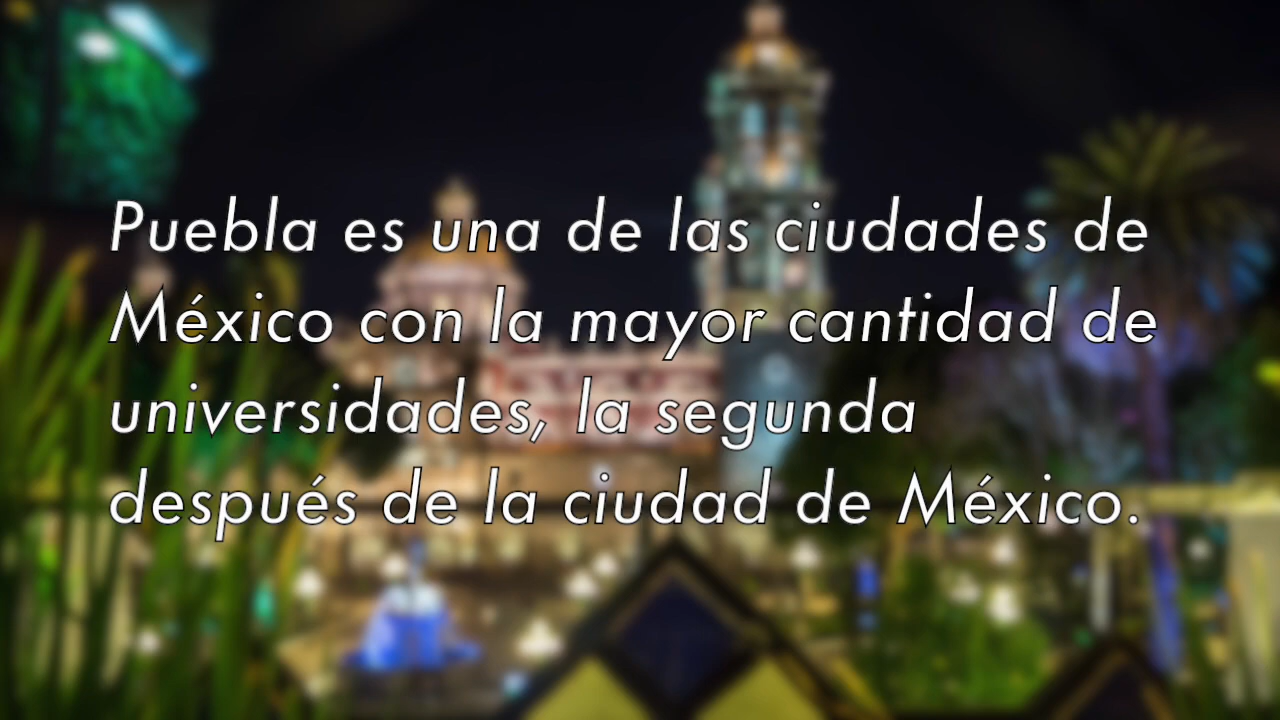 Puebla es una de las ciudades de
México con la mayor cantidad de
universidades, la segunda
después de la ciudad de México.